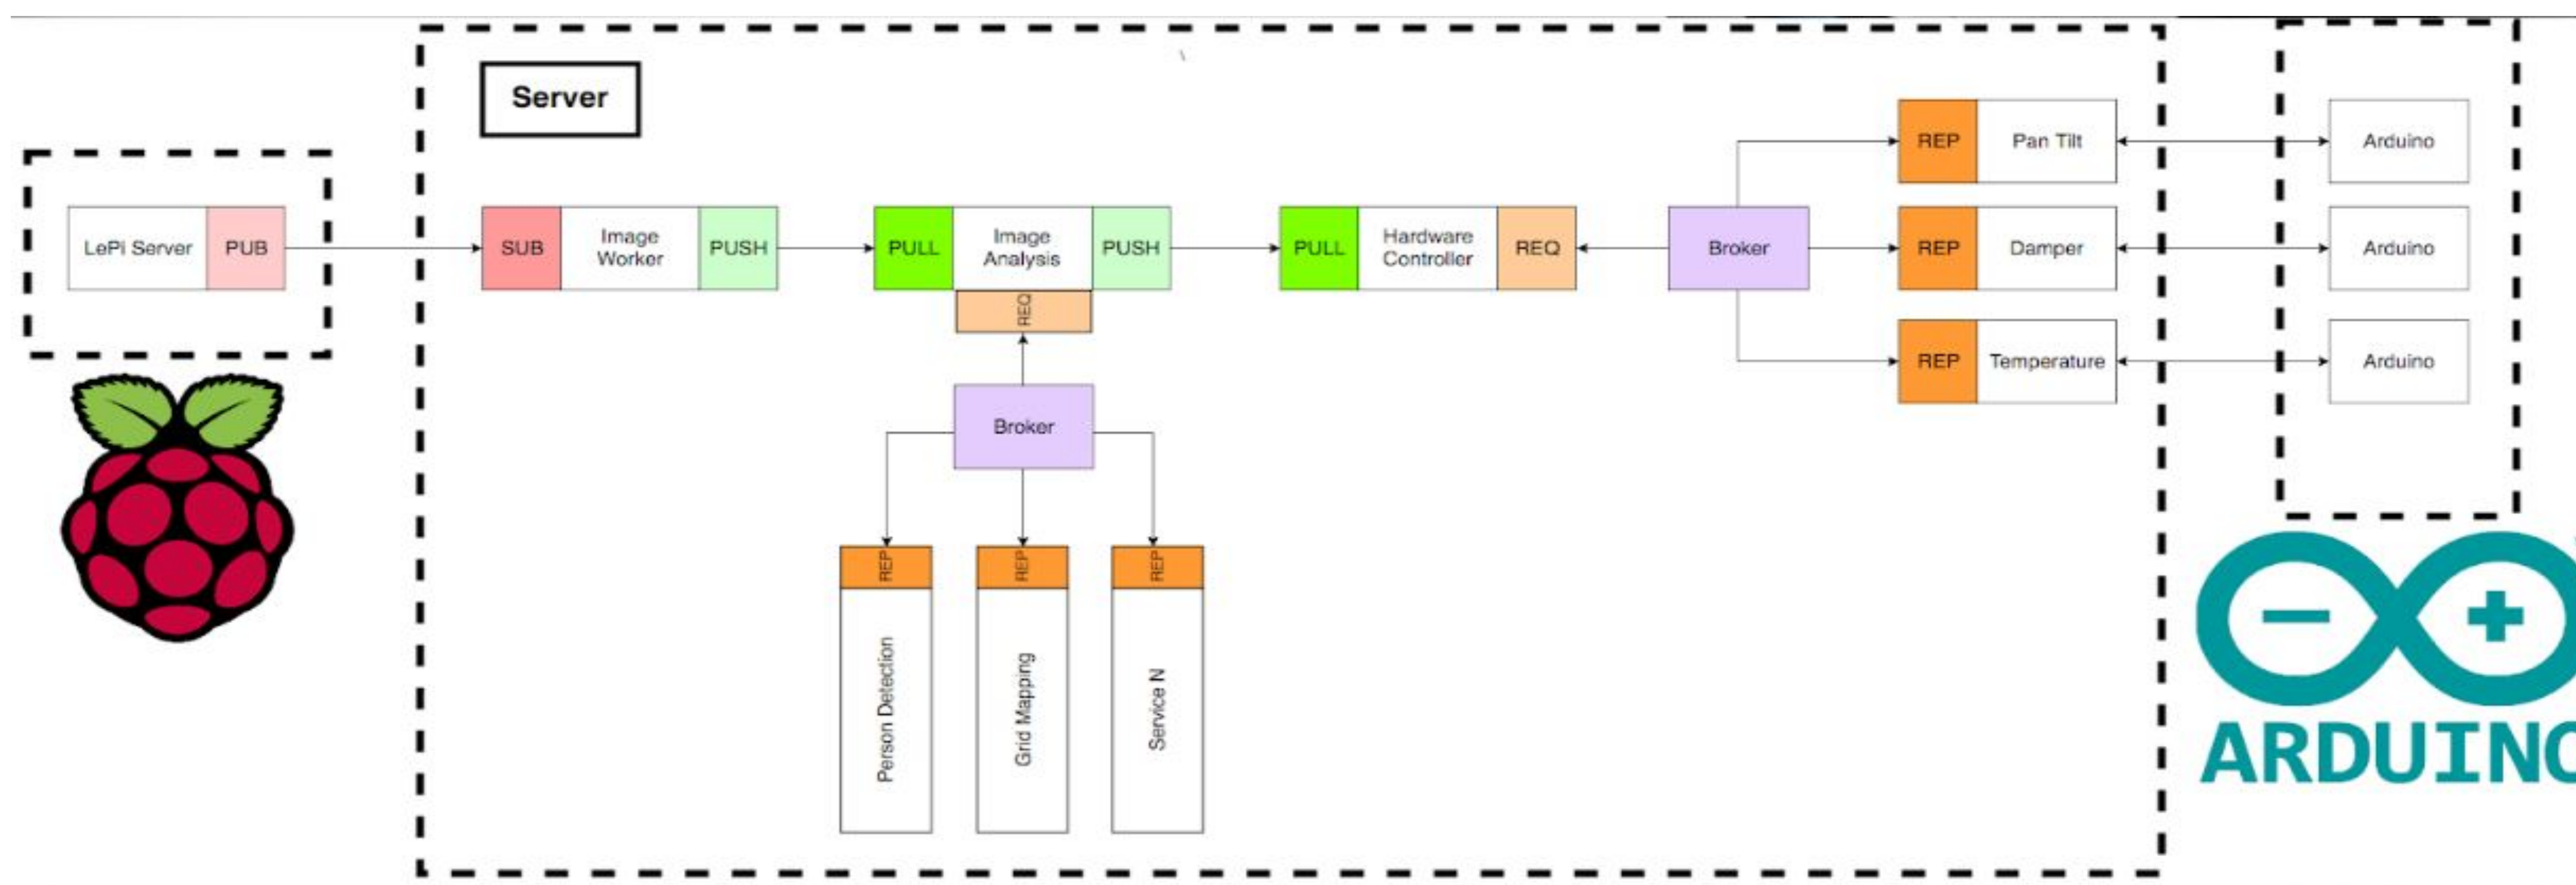 Server
LePi Server
PUB
SUB
Image
Worker
PUSH
PULL
Image
Analysis
PUSH
REQ
PULL
Hardware
Controller
REQ
Broker
REP
Pan Tilt
Arduino
REP
Damper
Arduino
REP
Temperature
Arduino
Broker
REP
Person Detection
REP
Grid Mapping
REP
Service N
ARDUINO